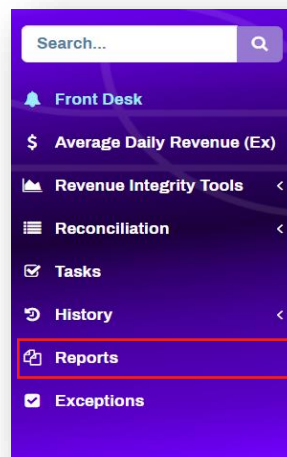 Search...
Front Desk
Average Daily Revenue (Ex)
Revenue Integrity Tools
Reconciliation
Tasks
History
Reports
Exceptions